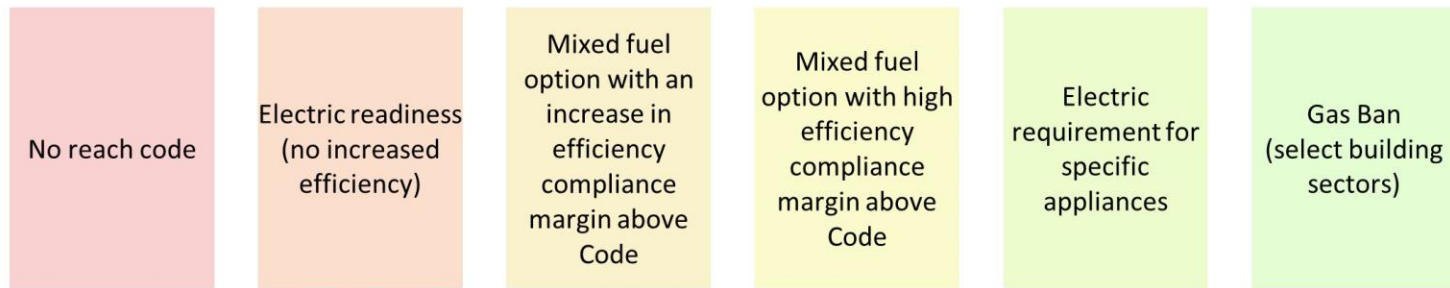 No reach code
Electric readiness
(no increased
efficiency)
Mixed fuel
option with an
increase in
efficiency
compliance
margin above
Code
Mixed fuel
option with high
efficiency
compliance
margin above
Code
Electric
requirement for
specific
appliances
Gas Ban
(select building
sectors)